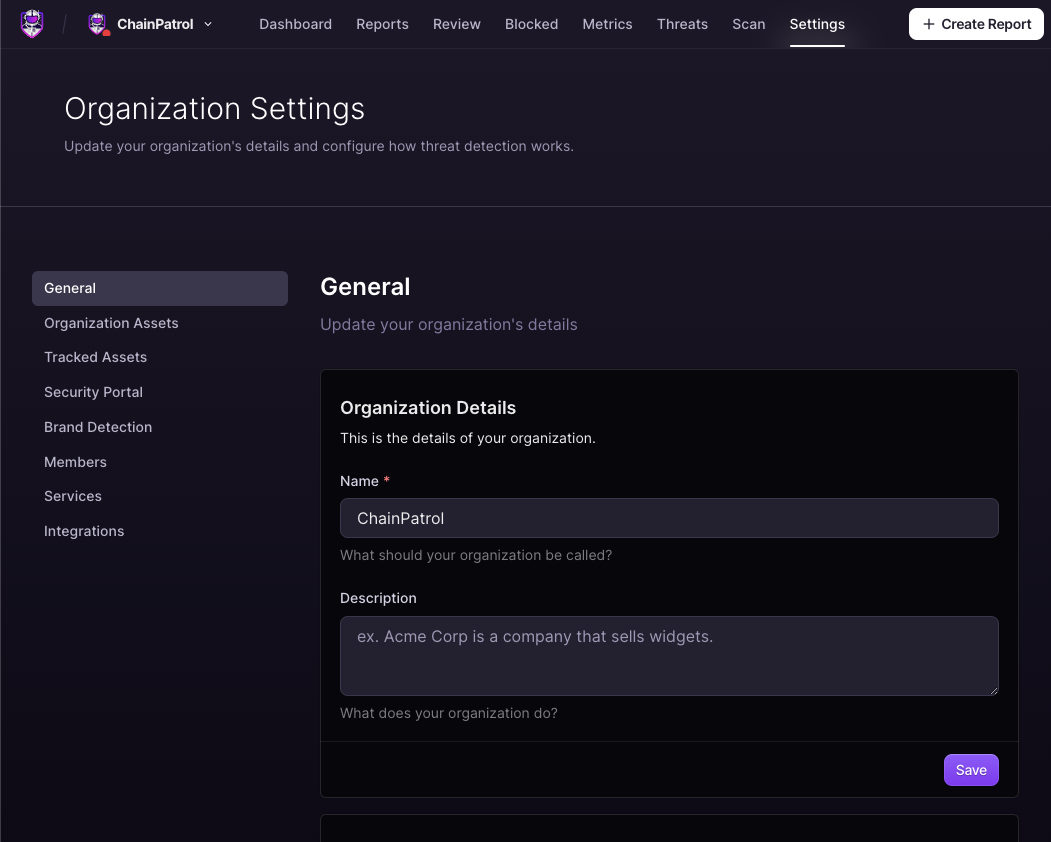 ChainPatrol
Dashboard
Reports
Review
Blocked
Metrics
Threats
Scan
Settings
+ Create Report
Organization Settings
Update your organization's details and configure how threat detection works.
General
Organization Assets
Tracked Assets
Security Portal
Brand Detection
Members
Services
Integrations
General
Update your organization's details
Organization Details
This is the details of your organization.
Name *
ChainPatrol
What should your organization be called?
Description
ex. Acme Corp is a company that sells widgets.
What does your organization do?
Save